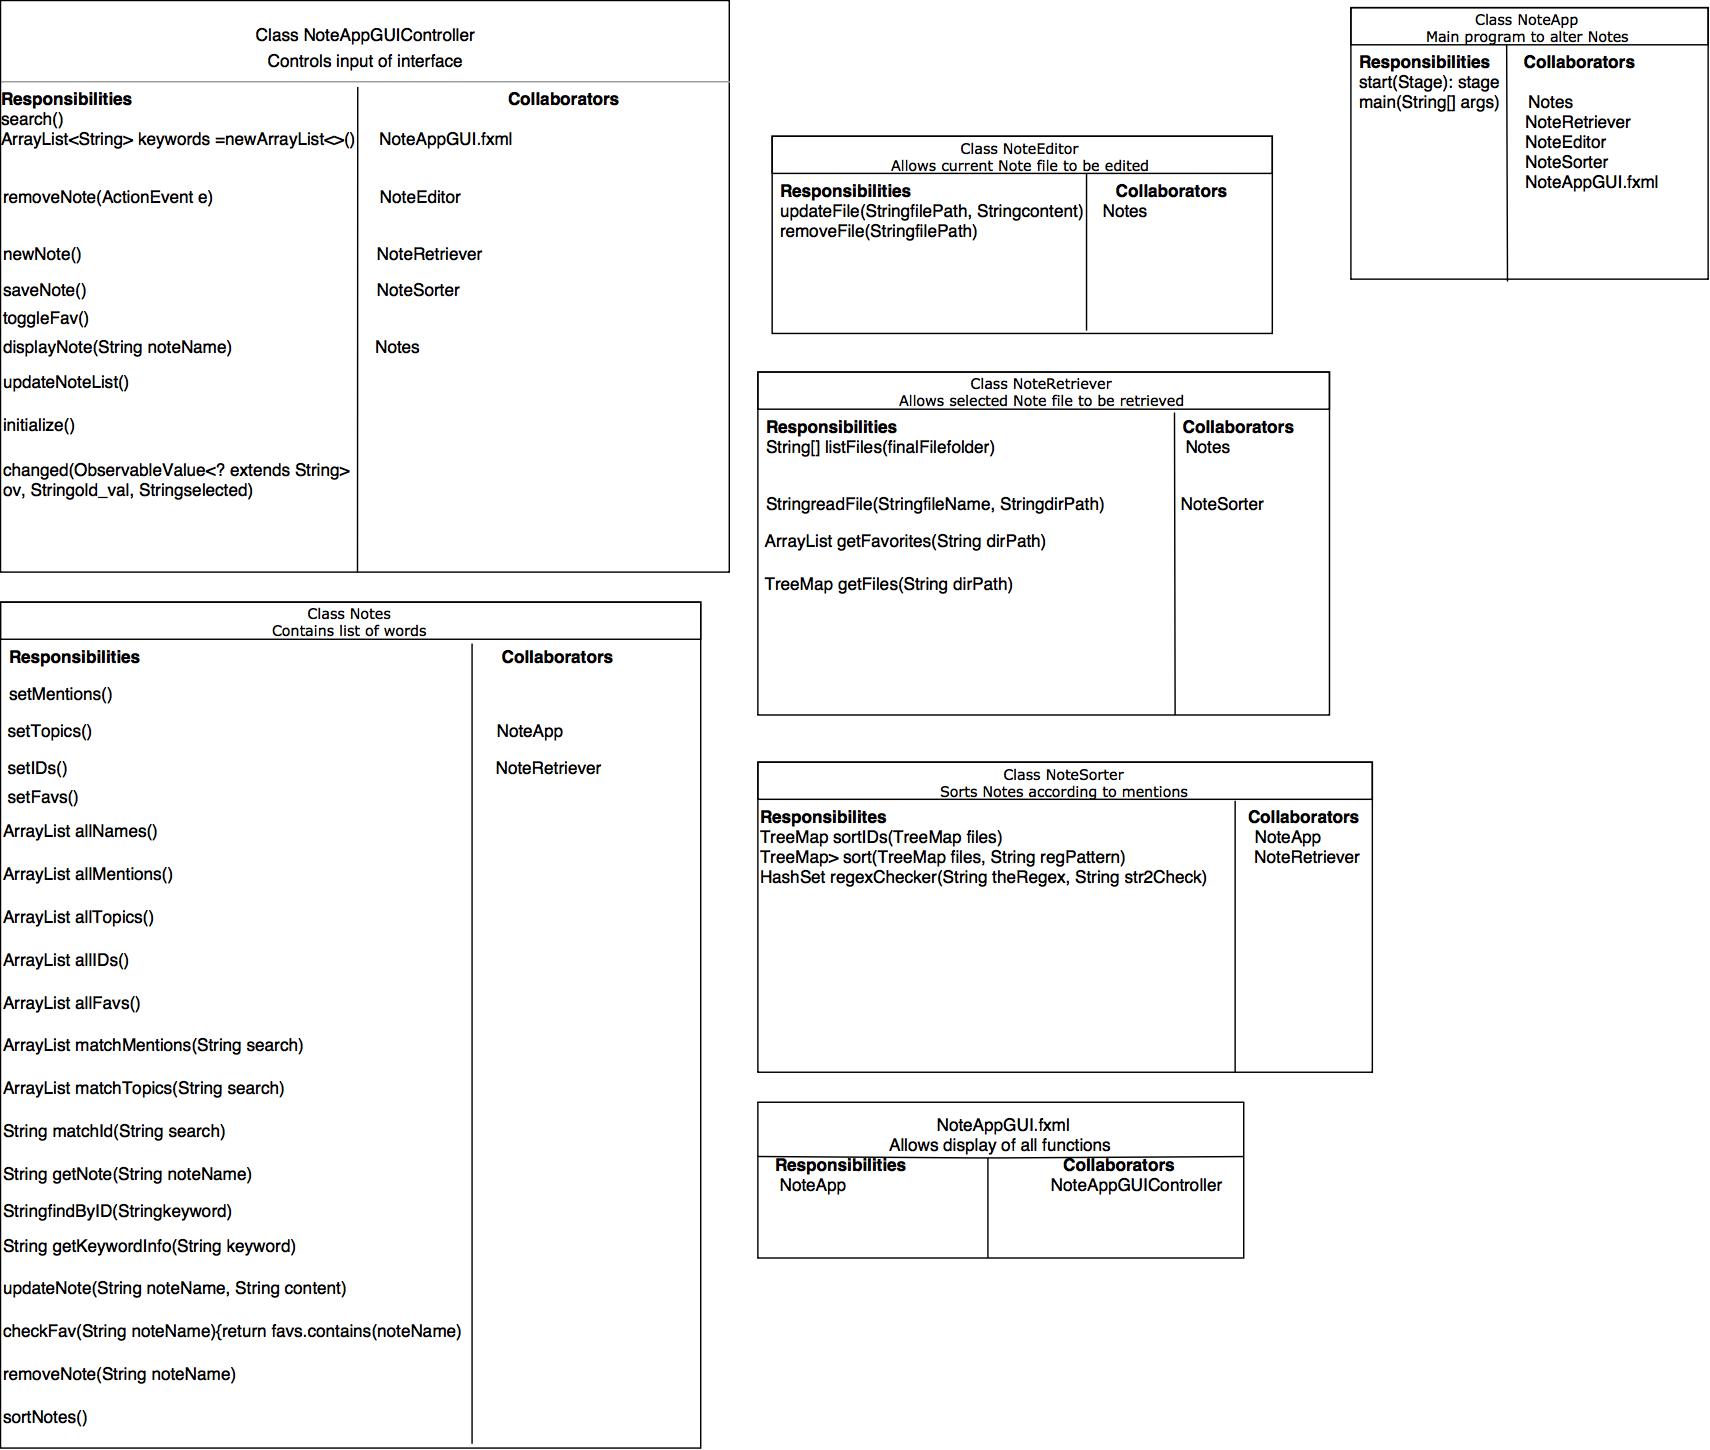 Class NoteAppGUIController
Controls input of interface
Responsibilities
Collaborators
search()
ArrayList<String> keywords =newArrayList<>()
NoteAppGUI.fxml
removeNote(ActionEvent e)
NoteEditor
newNote()
NoteRetriever
saveNote()
NoteSorter
toggleFav()
displayNote(String noteName)
Notes
updateNoteList()
initialize()
changed(ObservableValue<? extends String>
ov, Stringold_val, Stringselected)
Class Notes
Contains list of words
Responsibilities
Collaborators
setMentions()
setTopics()
NoteApp
setIDs()
NoteRetriever
setFavs()
ArrayList allNames()
ArrayList allMentions()
ArrayList allTopics()
ArrayList allIDs()
ArrayList allFavs()
ArrayList matchMentions(String search)
ArrayList matchTopics(String search)
String matchId(String search)
String getNote(String noteName)
StringfindByID(Stringkeyword)
String getKeywordInfo(String keyword)
updateNote(String noteName, String content)
checkFav(String noteName){return favs.contains(noteName)
removeNote(String noteName)
sortNotes()
Class NoteEditor
Allows current Note file to be edited
Responsibilities
Collaborators
updateFile(StringfilePath, Stringcontent)
Notes
removeFile(StringfilePath)
Class NoteRetriever
Allows selected Note file to be retrieved
Responsibilities
Collaborators
String[] listFiles(finalFilefolder)
Notes
StringreadFile(StringfileName, StringdirPath)
NoteSorter
ArrayList getFavorites(String dirPath)
TreeMap getFiles(String dirPath)
Class NoteSorter
Sorts Notes according to mentions
Responsibilites
Collaborators
TreeMap sortIDs(TreeMap files)
NoteApp
TreeMap> sort(TreeMap files, String regPattern)
NoteRetriever
HashSet regexChecker(String theRegex, String str2Check)
NoteAppGUI.fxml
Allows display of all functions
Responsibilities
Collaborators
NoteApp
NoteAppGUIController
Class NoteApp
Main program to alter Notes
Responsibilities
Collaborators
start(Stage): stage
main(String[] args)
Notes
NoteRetriever
NoteEditor
NoteSorter
NoteAppGUI.fxml